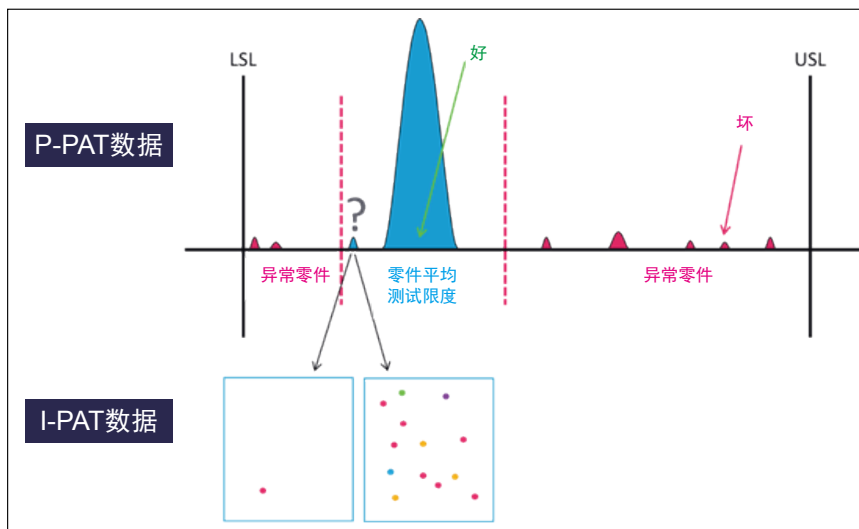 LSL
USL
好
坏
P-PAT数据
?
异常零件
零件平均
测试限度
异常零件
I-PAT数据